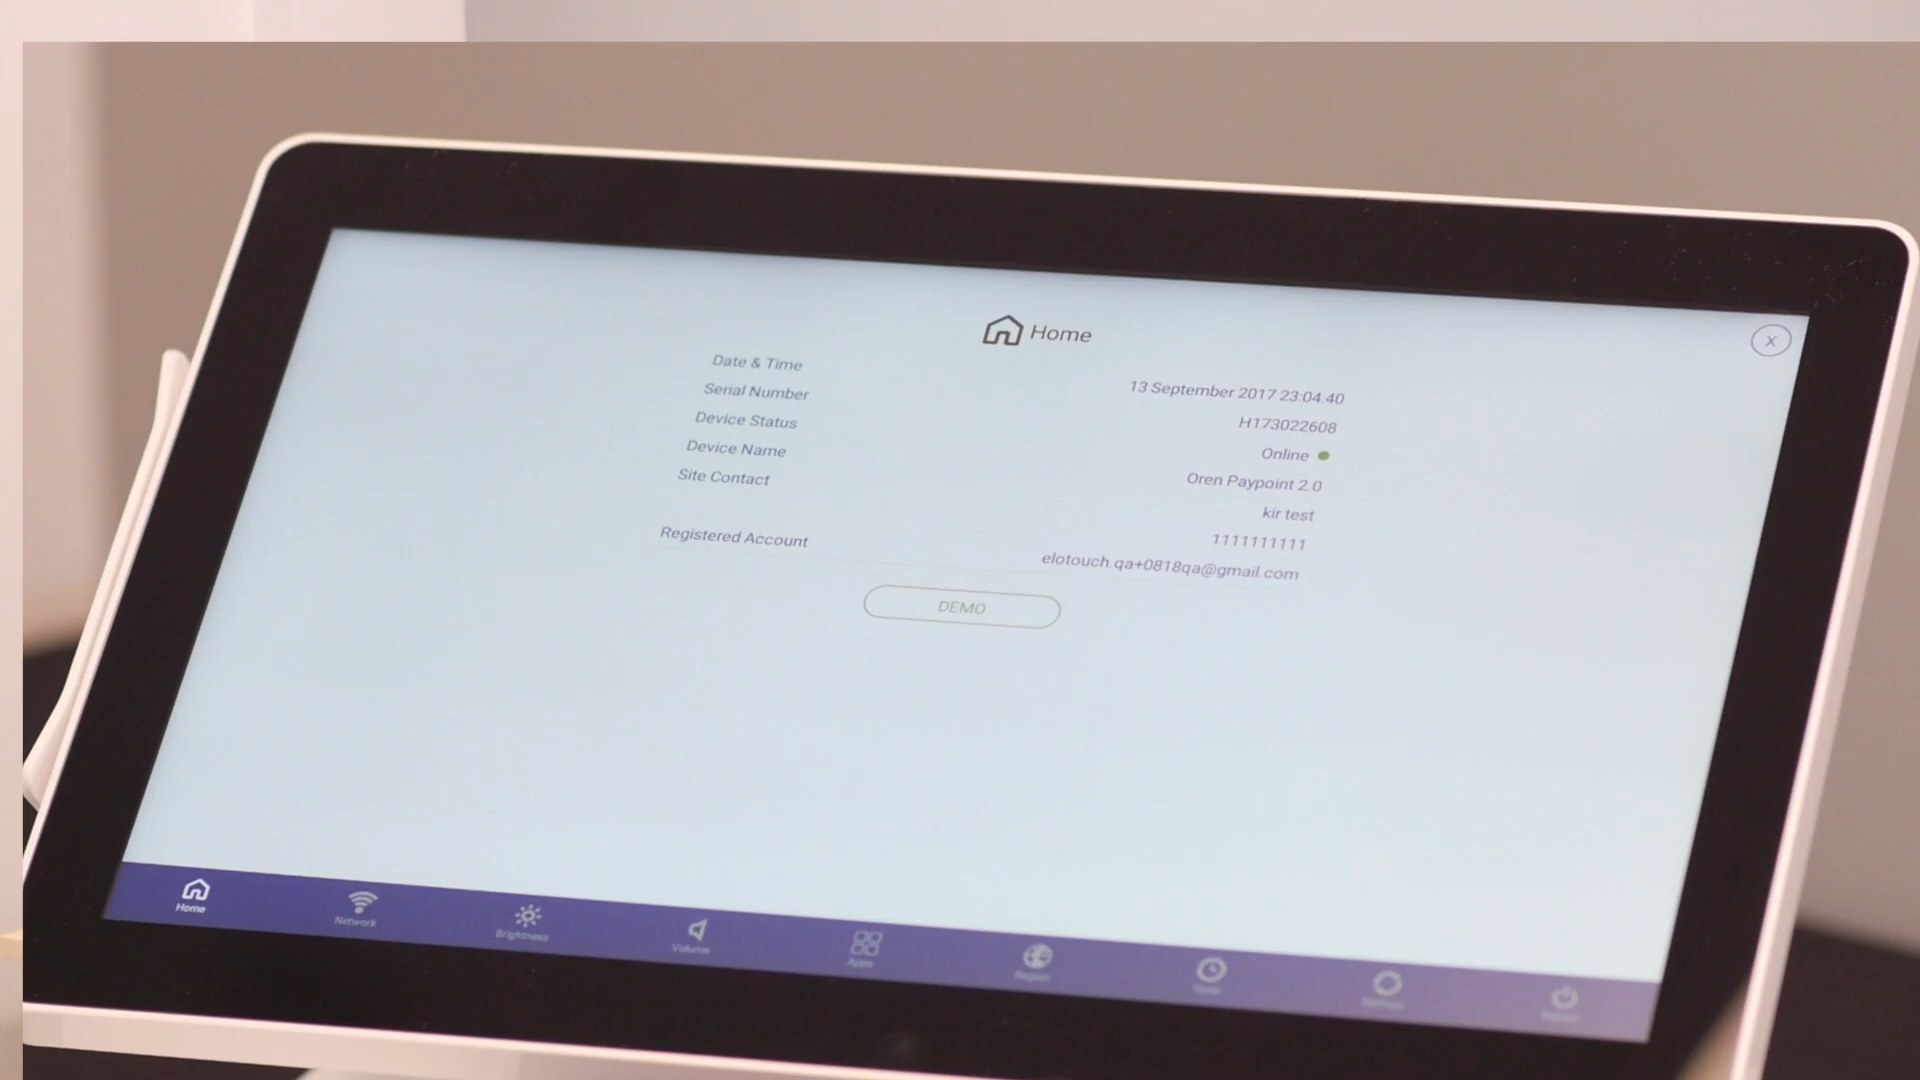 Home
X
Date & Time
13 September 2017 23:04.40
Serial Number
H173022608
Device Status
Online
Device Name
Oren Paypoint 2.0
Site Contact
kir test
1111111111
Registered Account
elotouch.qa+0818qa@gmail.com
DEMO
Home
Network
Brightness
Volume
Apps
Region